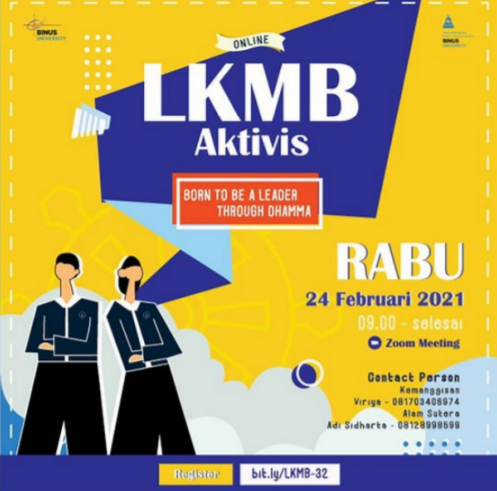 BINUS
UNIVERSITY
BINUS
UNIVERSITY
ONLINE
LKMB
Aktivis
BORN TO BE A LEADER
THROUGH DHAMMA
RABU
24 Februari 2021
09.00 - selesai
Zoom Meeting
Contact Person
Kemanggisan
Viriya - 081703406974
Alam Sutera
Adi Sidharta - 08128998599
Register
bit.ly/LKMB-32